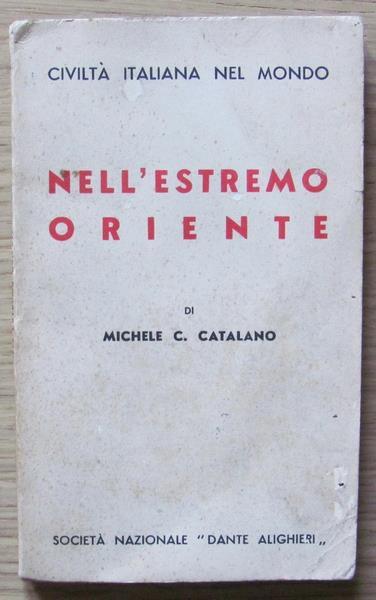 CIVILTÀ ITALIANA NEL MONDO
NELL'ESTREMO
ORIENTE
DI
MICHELE C. CATALANO
SOCIETÀ NAZIONALE "DANTE ALIGHIERI„